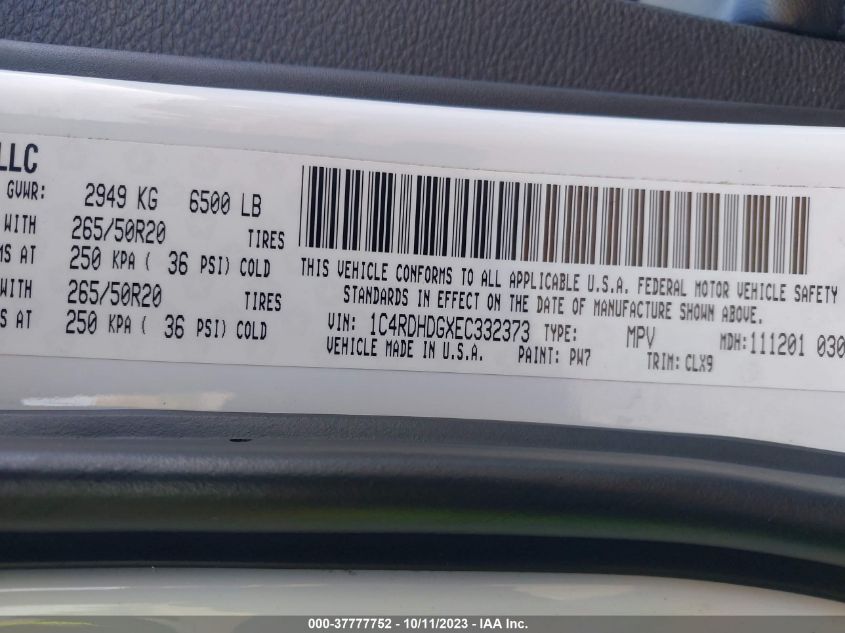 LLC
GVWR: 2949 KG 6500 LB
WITH 265/50R20 TIRES
MS AT 250 KPA ( 36 PSI) COLD
WITH 265/50R20 TIRES
MS AT 250 KPA ( 36 PSI) COLD
THIS VEHICLE CONFORMS TO ALL APPLICABLE U.S.A. FEDERAL MOTOR VEHICLE SAFETY
STANDARDS IN EFFECT ON THE DATE OF MANUFACTURE SHOWN ABOVE.
VIN: 1C4RDHDGXEC332373 TYPE: MPV MDH: 111201 030
VEHICLE MADE IN U.S.A. PAINT: PW7 TRIM: CLX9
000-37777752 - 10/11/2023 - IAA Inc.